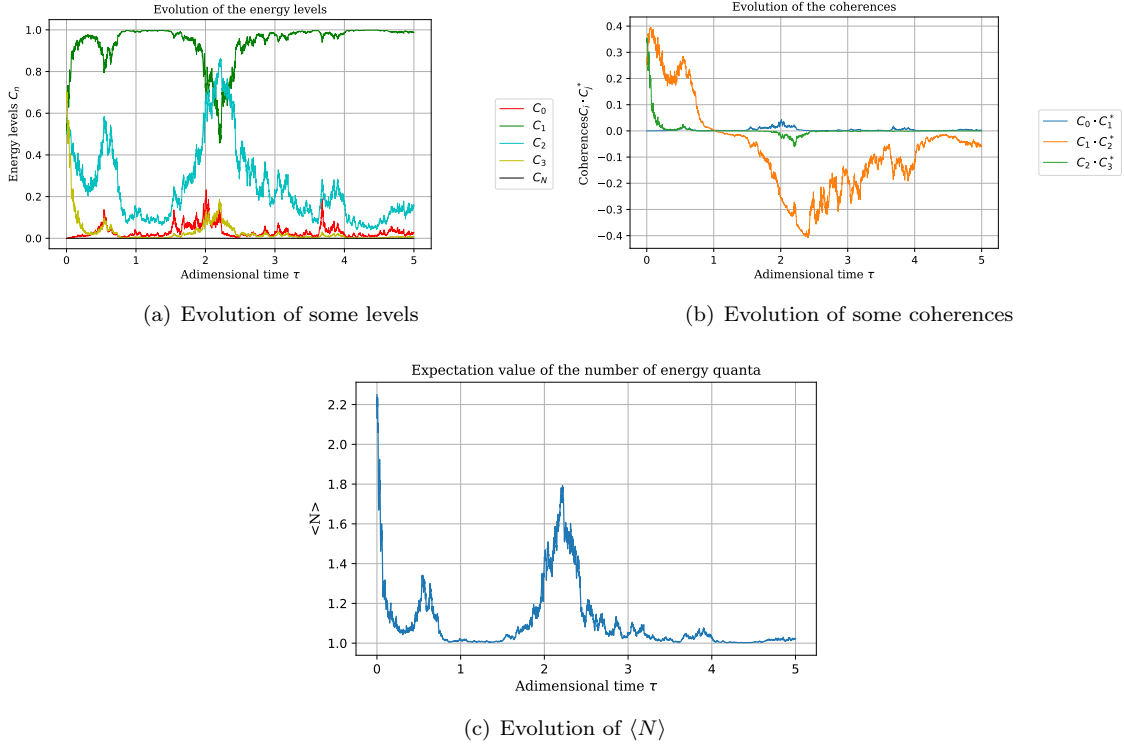 Evolution of the energy levels
Energy levels Cₙ
1.0
0.8
0.6
0.4
0.2
0.0
0 1 2 3 4 5
Adimensional time τ
C₀
C₁
C₂
C₃
C_N
(a) Evolution of some levels
Evolution of the coherences
CoherencesCᵢ·Cⱼ*
0.4
0.3
0.2
0.1
0.0
−0.1
−0.2
−0.3
−0.4
0 1 2 3 4 5
Adimensional time τ
C₀·C₁*
C₁·C₂*
C₂·C₃*
(b) Evolution of some coherences
Expectation value of the number of energy quanta
<N>
2.2
2.0
1.8
1.6
1.4
1.2
1.0
0 1 2 3 4 5
Adimensional time τ
(c) Evolution of ⟨N⟩